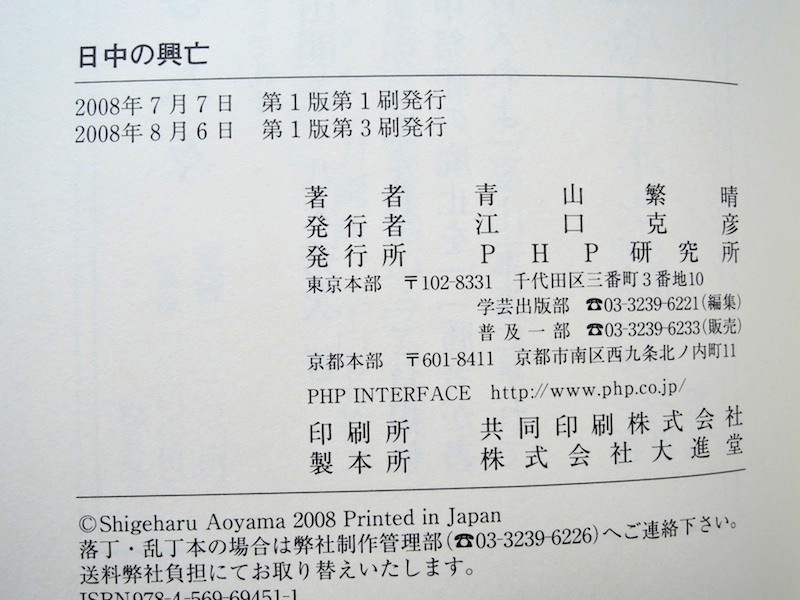 日中の興亡
2008年7月7日 第1版第1刷発行
2008年8月6日 第1版第3刷発行
著者 青山繁晴
発行者 江口克彦
発行所 PHP研究所
東京本部 〒102-8331 千代田区三番町3番地10
学芸出版部 ☎03-3239-6221(編集)
普及一部 ☎03-3239-6233(販売)
京都本部 〒601-8411 京都市南区西九条北ノ内町11
PHP INTERFACE http://www.php.co.jp/
印刷所 共同印刷株式会社
製本所 株式会社大進堂
©Shigeharu Aoyama 2008 Printed in Japan
落丁・乱丁本の場合は弊社制作管理部(☎03-3239-6226)へご連絡下さい。
送料弊社負担にてお取り替えいたします。
ISBN978-4-569-69451-1